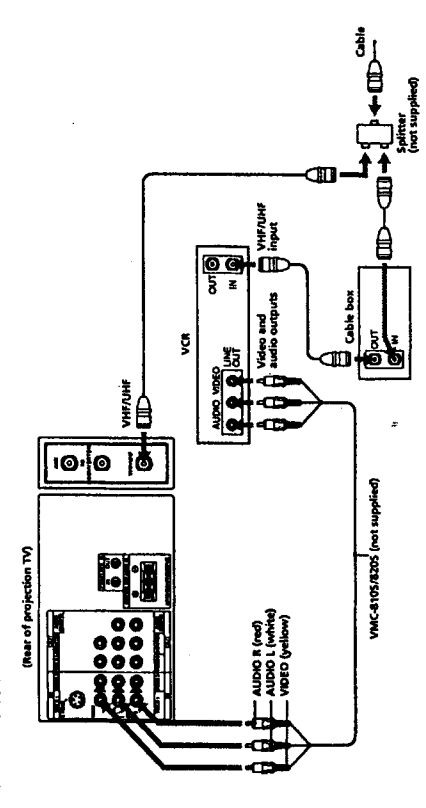 (Rear of projection TV)
VHF/UHF
VCR
AUDIO VIDEO
LINE
OUT
OUT
IN
VHF/UHF
input
Video and
audio outputs
Cable
Splitter
(not supplied)
Cable box
OUT
IN
AUDIO R (red)
AUDIO L (white)
VIDEO (yellow)
VMC-810S/820S (not supplied)